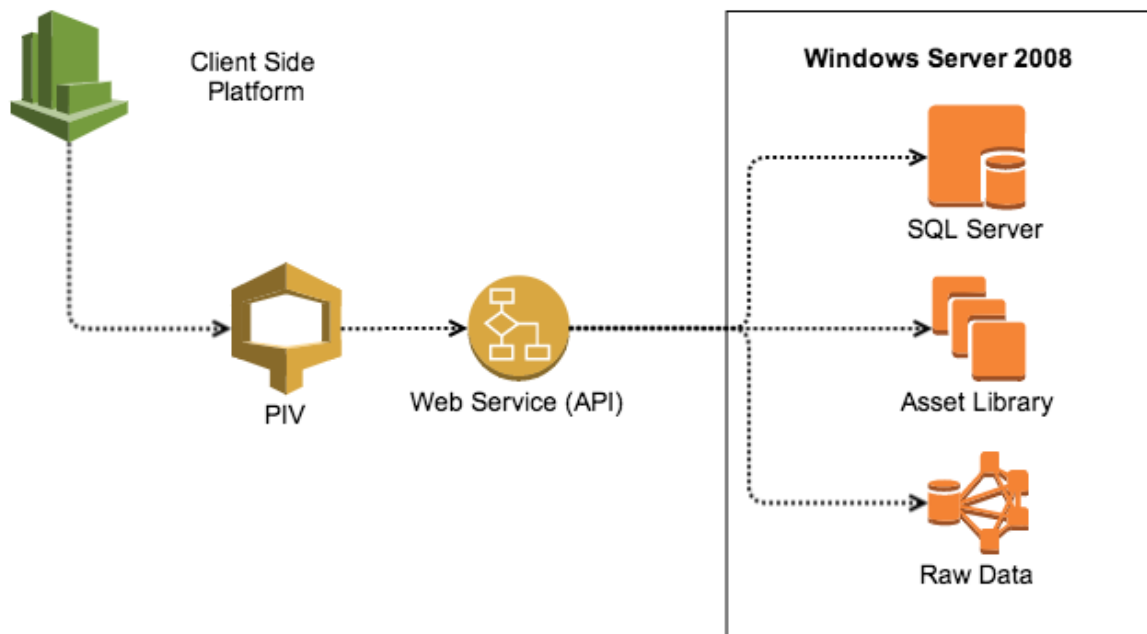 Client Side
Platform
Windows Server 2008
SQL Server
PIV
Web Service (API)
Asset Library
Raw Data